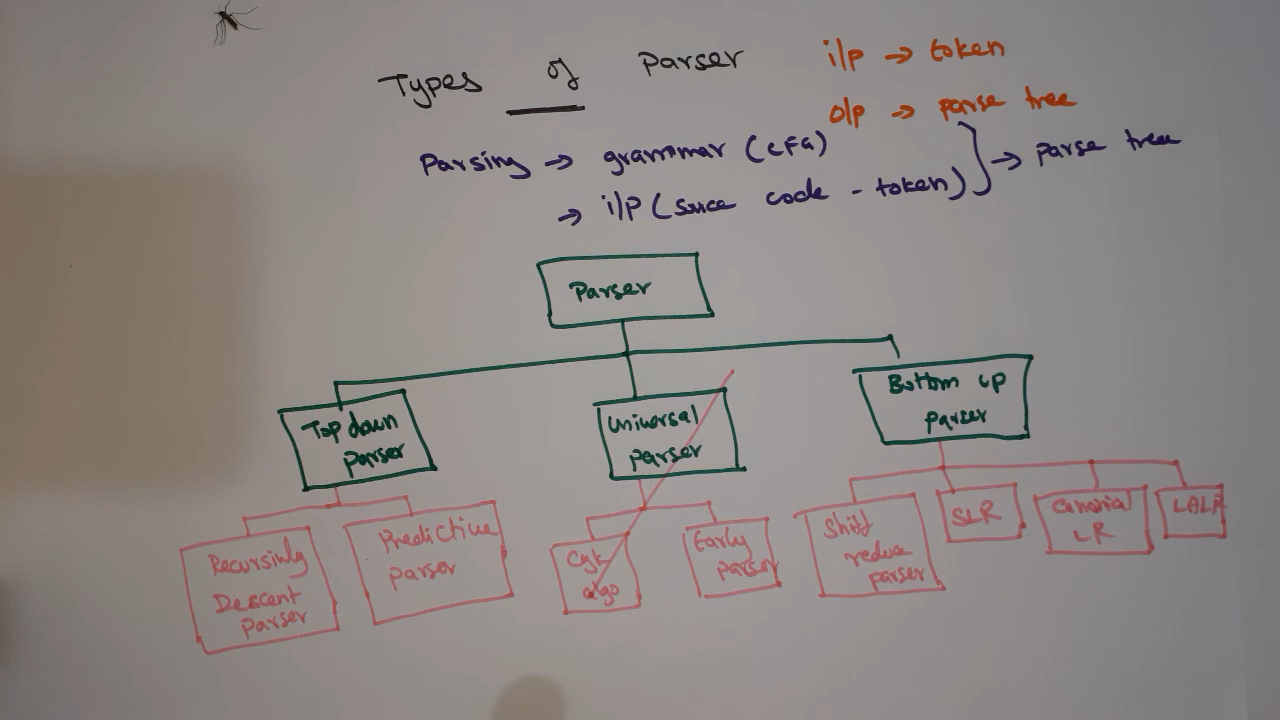 Types of Parser
i/p → token
o/p → parse tree
Parsing → grammar (CFG)
→ i/p (source code - token)
→ parse tree
Parser
Top down
parser
Universal
parser
Bottom up
parser
Recursinly
Descent
parser
Predictive
parser
Cyk
algo
Early
parser
Shift
reduce
parser
SLR
Canonical
LR
LALR